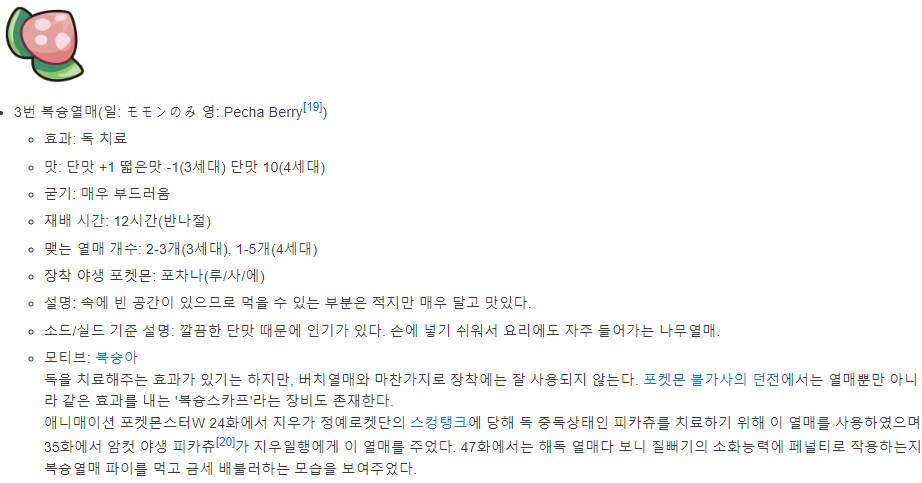 3번 복숭열매(일: モモンのみ 영: Pecha Berry[19])
효과: 독 치료
맛: 단맛 +1 떫은맛 -1(3세대) 단맛 10(4세대)
굳기: 매우 부드러움
재배 시간: 12시간(반나절)
맺는 열매 개수: 2-3개(3세대), 1-5개(4세대)
장착 야생 포켓몬: 포챠나(루/사/에)
설명: 속에 빈 공간이 있으므로 먹을 수 있는 부분은 적지만 매우 달고 맛있다.
소드/실드 기준 설명: 깔끔한 단맛 때문에 인기가 있다. 손에 넣기 쉬워서 요리에도 자주 들어가는 나무열매.
모티브: 복숭아
독을 치료해주는 효과가 있기는 하지만, 버치열매와 마찬가지로 장착에는 잘 사용되지 않는다. 포켓몬 불가사의 던전에서는 열매뿐만 아니
라 같은 효과를 내는 '복숭스카프'라는 장비도 존재한다.
애니메이션 포켓몬스터W 24화에서 지우가 정예로켓단의 스컹탱크에 당해 독 중독상태인 피카츄를 치료하기 위해 이 열매를 사용하였으며
35화에서 암컷 야생 피카츄[20]가 지우일행에게 이 열매를 주었다. 47화에서는 해독 열매다 보니 질뻐기의 소화능력에 페널티로 작용하는지
복숭열매 파이를 먹고 금세 배불러하는 모습을 보여주었다.